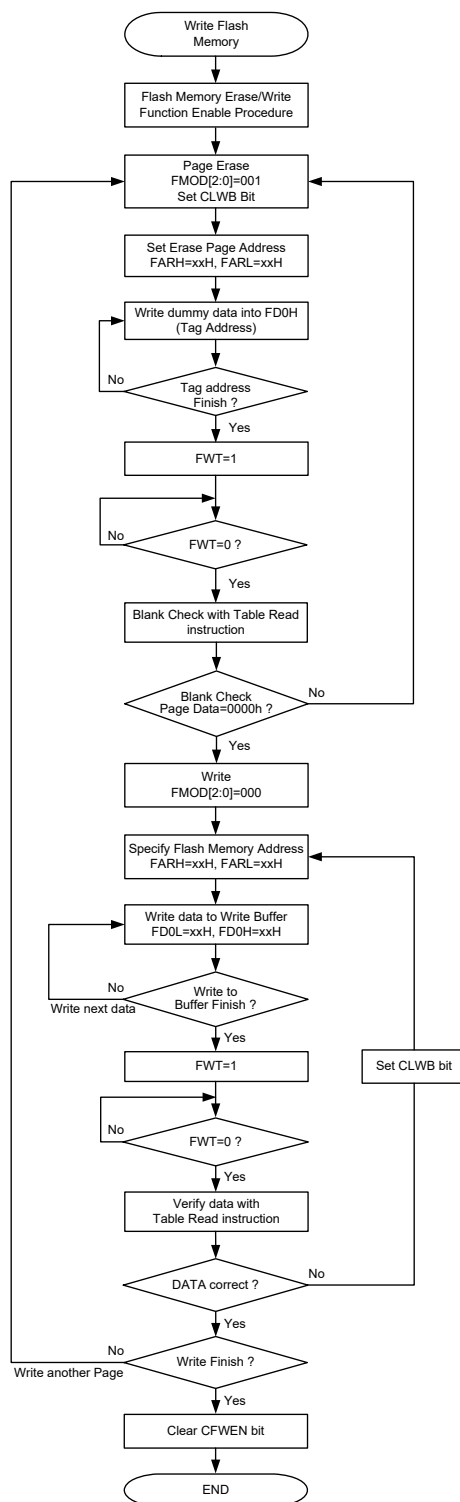 Write Flash
Memory
Flash Memory Erase/Write
Function Enable Procedure
Page Erase
FMOD[2:0]=001
Set CLWB Bit
Set Erase Page Address
FARH=xxH, FARL=xxH
Write dummy data into FD0H
(Tag Address)
No
Tag address
Finish ?
Yes
FWT=1
No
FWT=0 ?
Yes
Blank Check with Table Read
instruction
Blank Check
Page Data=0000h ?
No
Yes
Write
FMOD[2:0]=000
Specify Flash Memory Address
FARH=xxH, FARL=xxH
Write data to Write Buffer
FD0L=xxH, FD0H=xxH
No
Write next data
Write to
Buffer Finish ?
Yes
FWT=1
Set CLWB bit
No
FWT=0 ?
Yes
Verify data with
Table Read instruction
DATA correct ?
No
Yes
No
Write another Page
Write Finish ?
Yes
Clear CFWEN bit
END